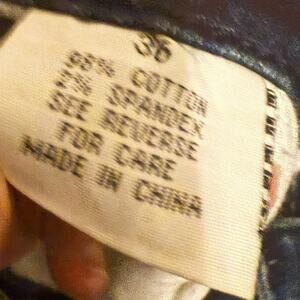 36
98% COTTON
2% SPANDEX
SEE REVERSE
FOR CARE
MADE IN CHINA